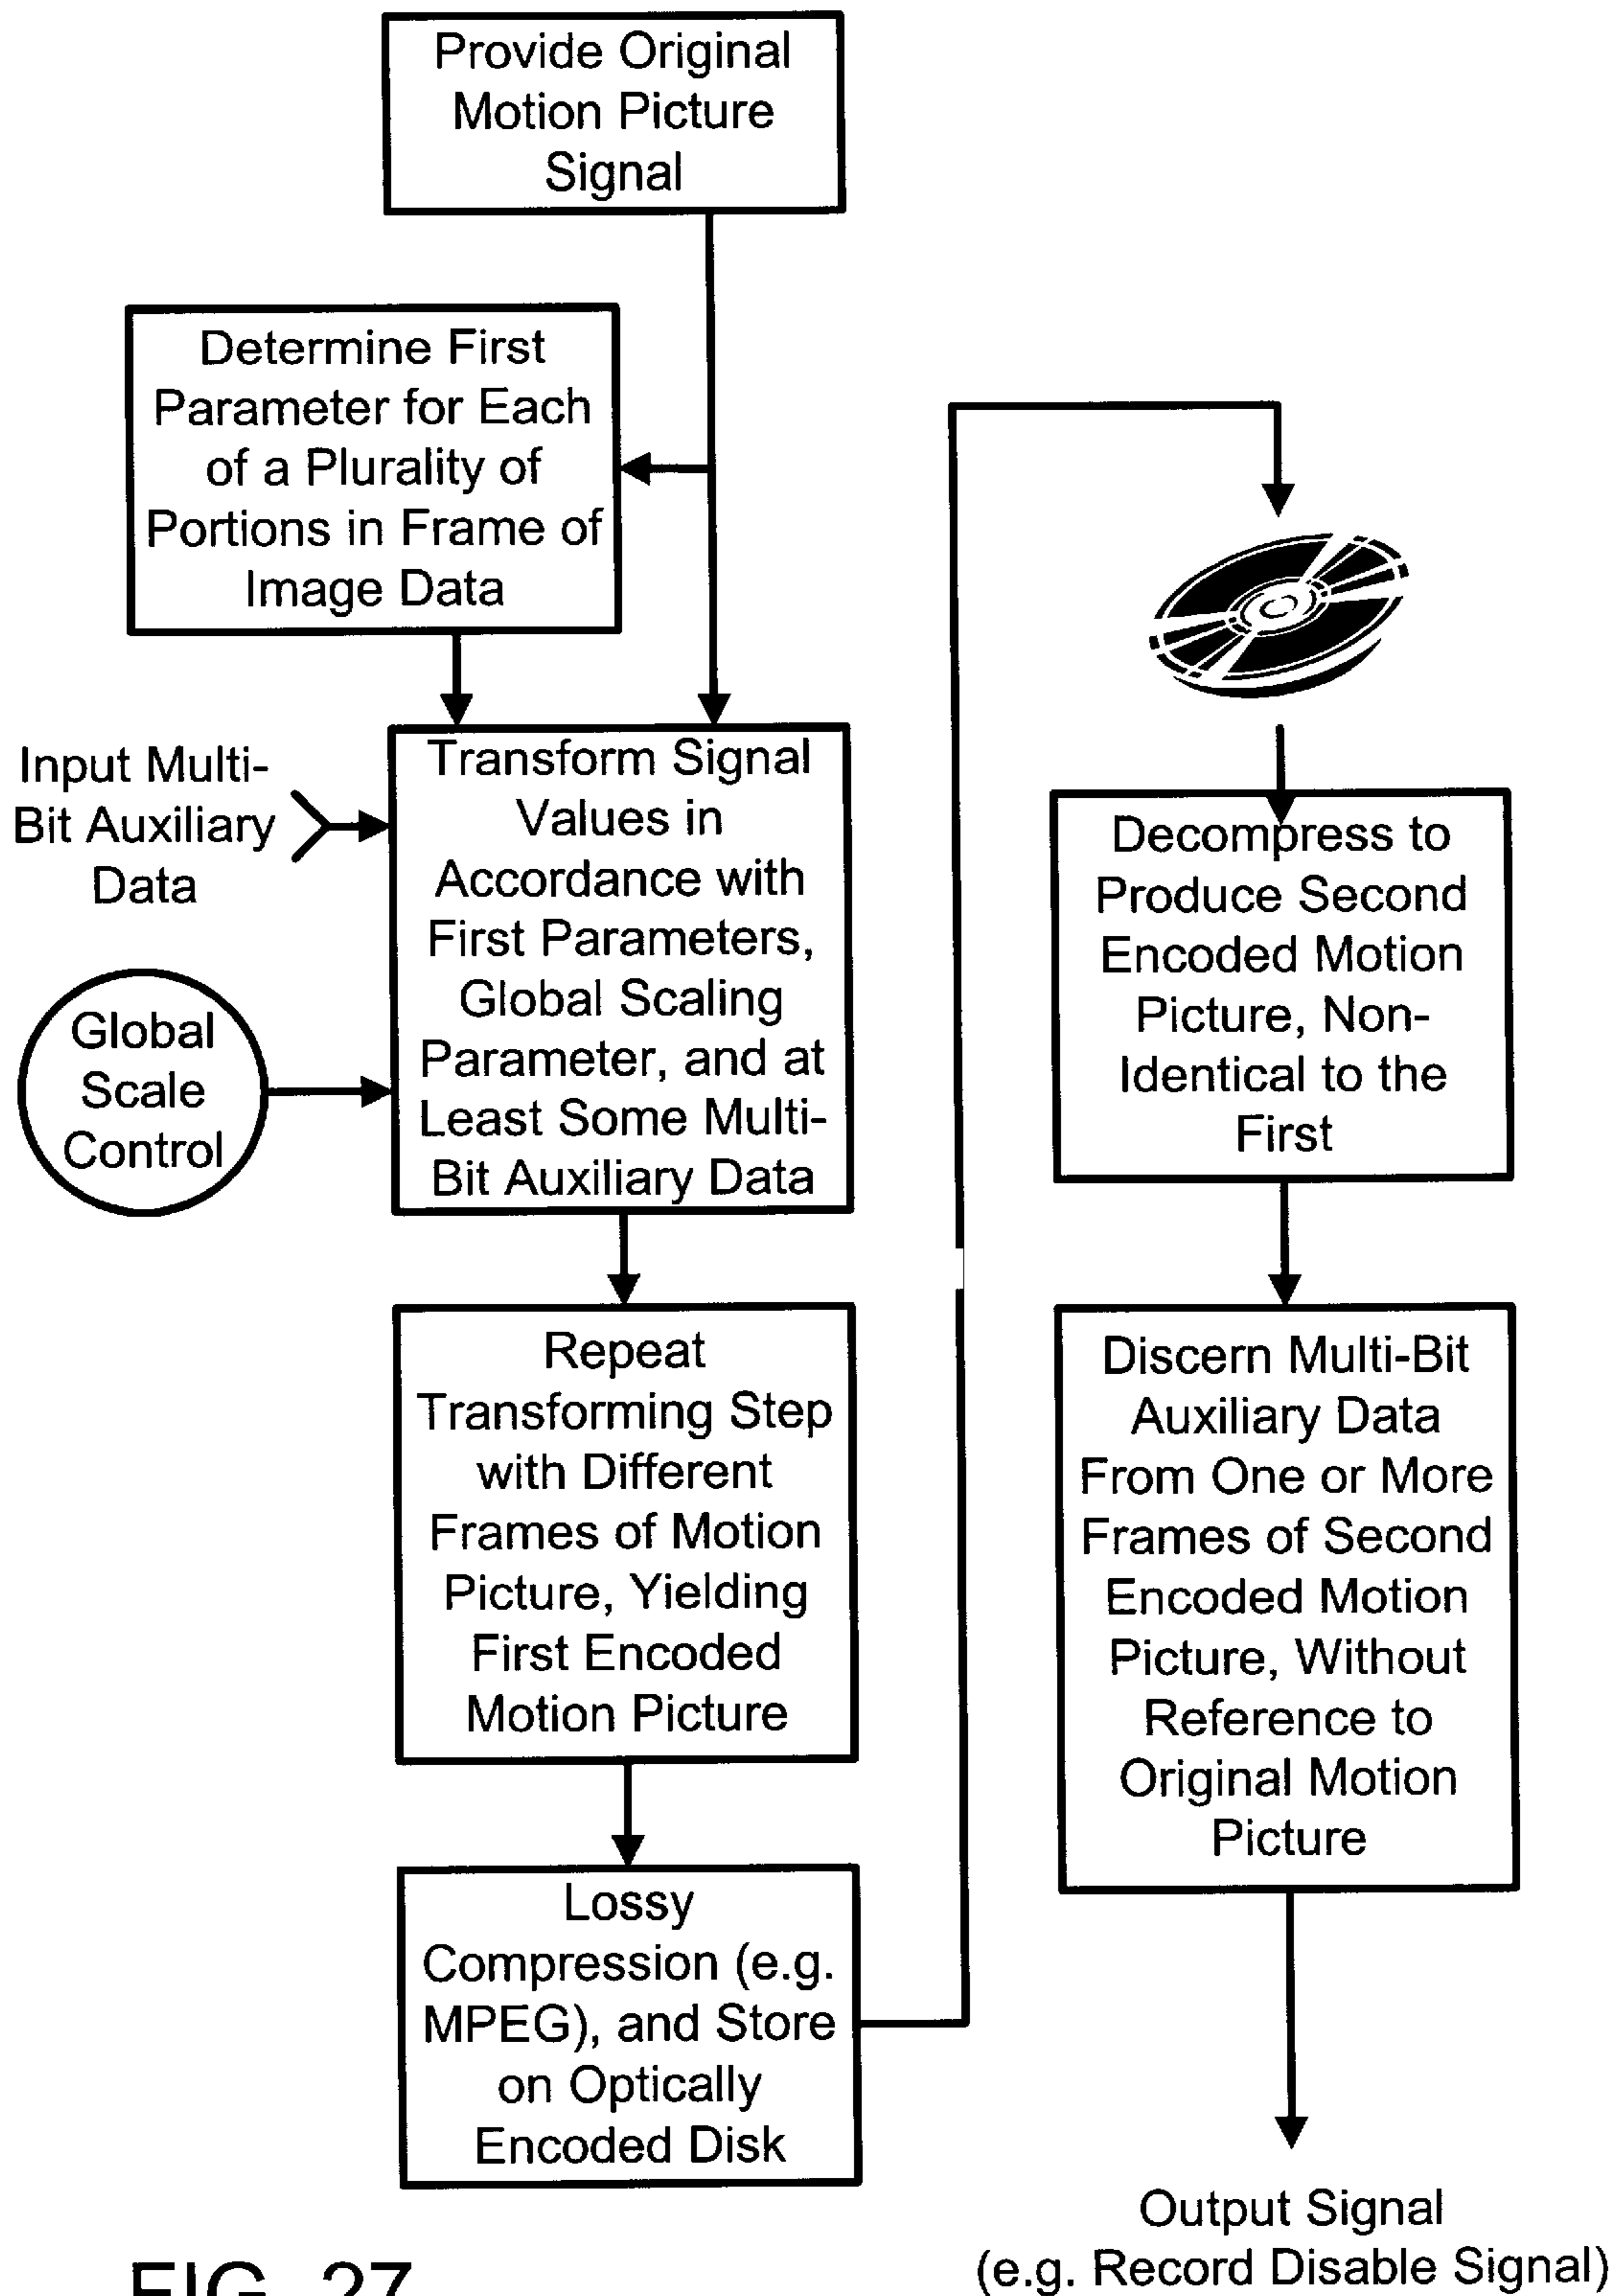 Provide Original
Motion Picture
Signal
Determine First
Parameter for Each
of a Plurality of
Portions in Frame of
Image Data
Input Multi-
Bit Auxiliary
Data
Global
Scale
Control
Transform Signal
Values in
Accordance with
First Parameters,
Global Scaling
Parameter, and at
Least Some Multi-
Bit Auxiliary Data
Repeat
Transforming Step
with Different
Frames of Motion
Picture, Yielding
First Encoded
Motion Picture
Lossy
Compression (e.g.
MPEG), and Store
on Optically
Encoded Disk
Decompress to
Produce Second
Encoded Motion
Picture, Non-
Identical to the
First
Discern Multi-Bit
Auxiliary Data
From One or More
Frames of Second
Encoded Motion
Picture, Without
Reference to
Original Motion
Picture
Output Signal
(e.g. Record Disable Signal)
FIG. 27